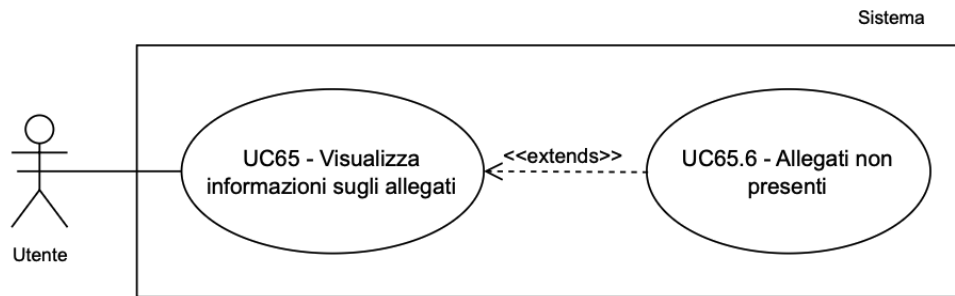 Sistema
UC65 - Visualizza
informazioni sugli allegati
<<extends>>
UC65.6 - Allegati non
presenti
Utente